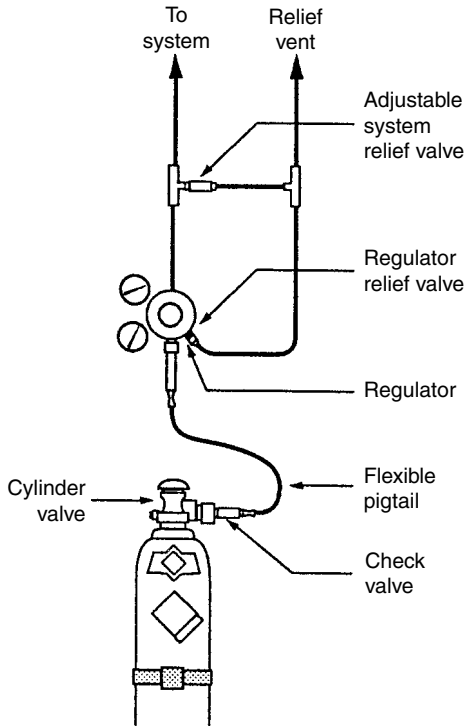 To
system
Relief
vent
Adjustable
system
relief valve
Regulator
relief valve
Regulator
Cylinder
valve
Flexible
pigtail
Check
valve